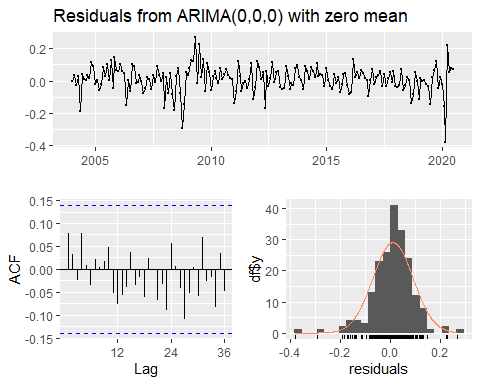 Residuals from ARIMA(0,0,0) with zero mean
0.2
0.0
-0.2
-0.4
2005 2010 2015 2020
0.15
0.10
0.05
0.00
-0.05
-0.10
-0.15
ACF
12 24 36
Lag
40
30
20
10
0
df$y
-0.4 -0.2 0.0 0.2
residuals